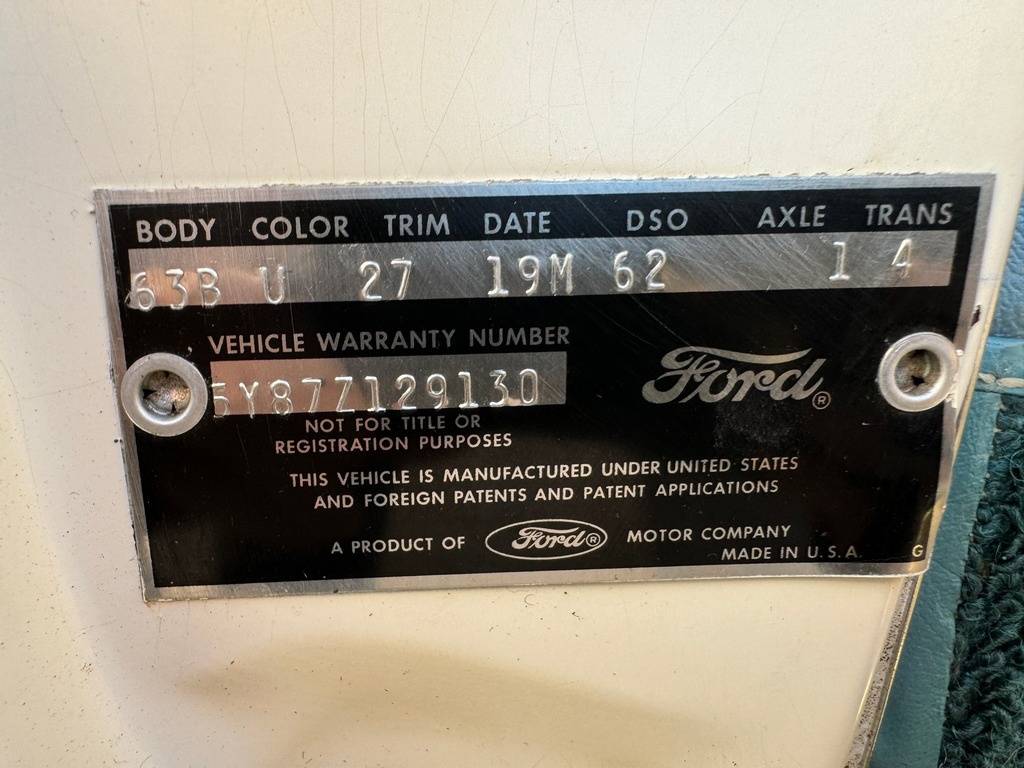 BODY COLOR TRIM DATE DSO AXLE TRANS
63B U 27 19M 62 1 4
VEHICLE WARRANTY NUMBER
5Y87Z129130
Ford®
NOT FOR TITLE OR
REGISTRATION PURPOSES
THIS VEHICLE IS MANUFACTURED UNDER UNITED STATES
AND FOREIGN PATENTS AND PATENT APPLICATIONS
A PRODUCT OF Ford® MOTOR COMPANY
MADE IN U.S.A. G